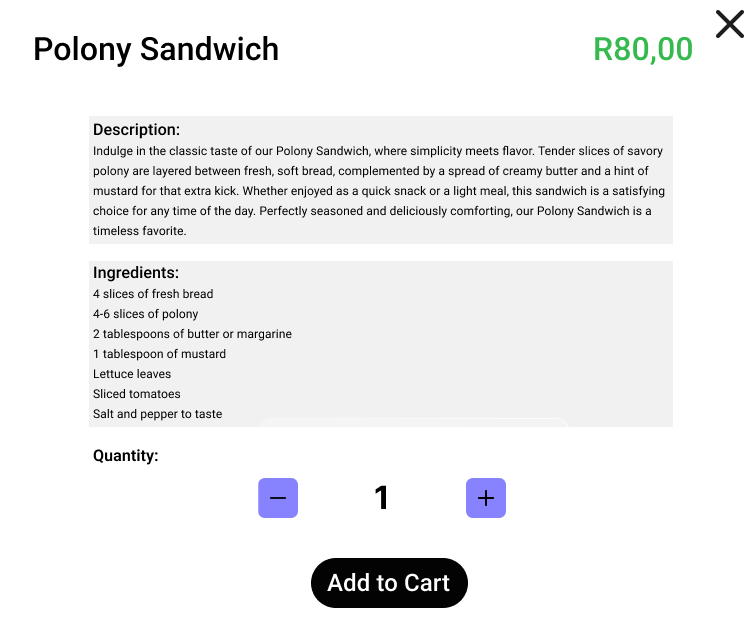 Polony Sandwich
R80,00
Description:
Indulge in the classic taste of our Polony Sandwich, where simplicity meets flavor. Tender slices of savory
polony are layered between fresh, soft bread, complemented by a spread of creamy butter and a hint of
mustard for that extra kick. Whether enjoyed as a quick snack or a light meal, this sandwich is a satisfying
choice for any time of the day. Perfectly seasoned and deliciously comforting, our Polony Sandwich is a
timeless favorite.
Ingredients:
4 slices of fresh bread
4-6 slices of polony
2 tablespoons of butter or margarine
1 tablespoon of mustard
Lettuce leaves
Sliced tomatoes
Salt and pepper to taste
Quantity:
− 1 +
Add to Cart